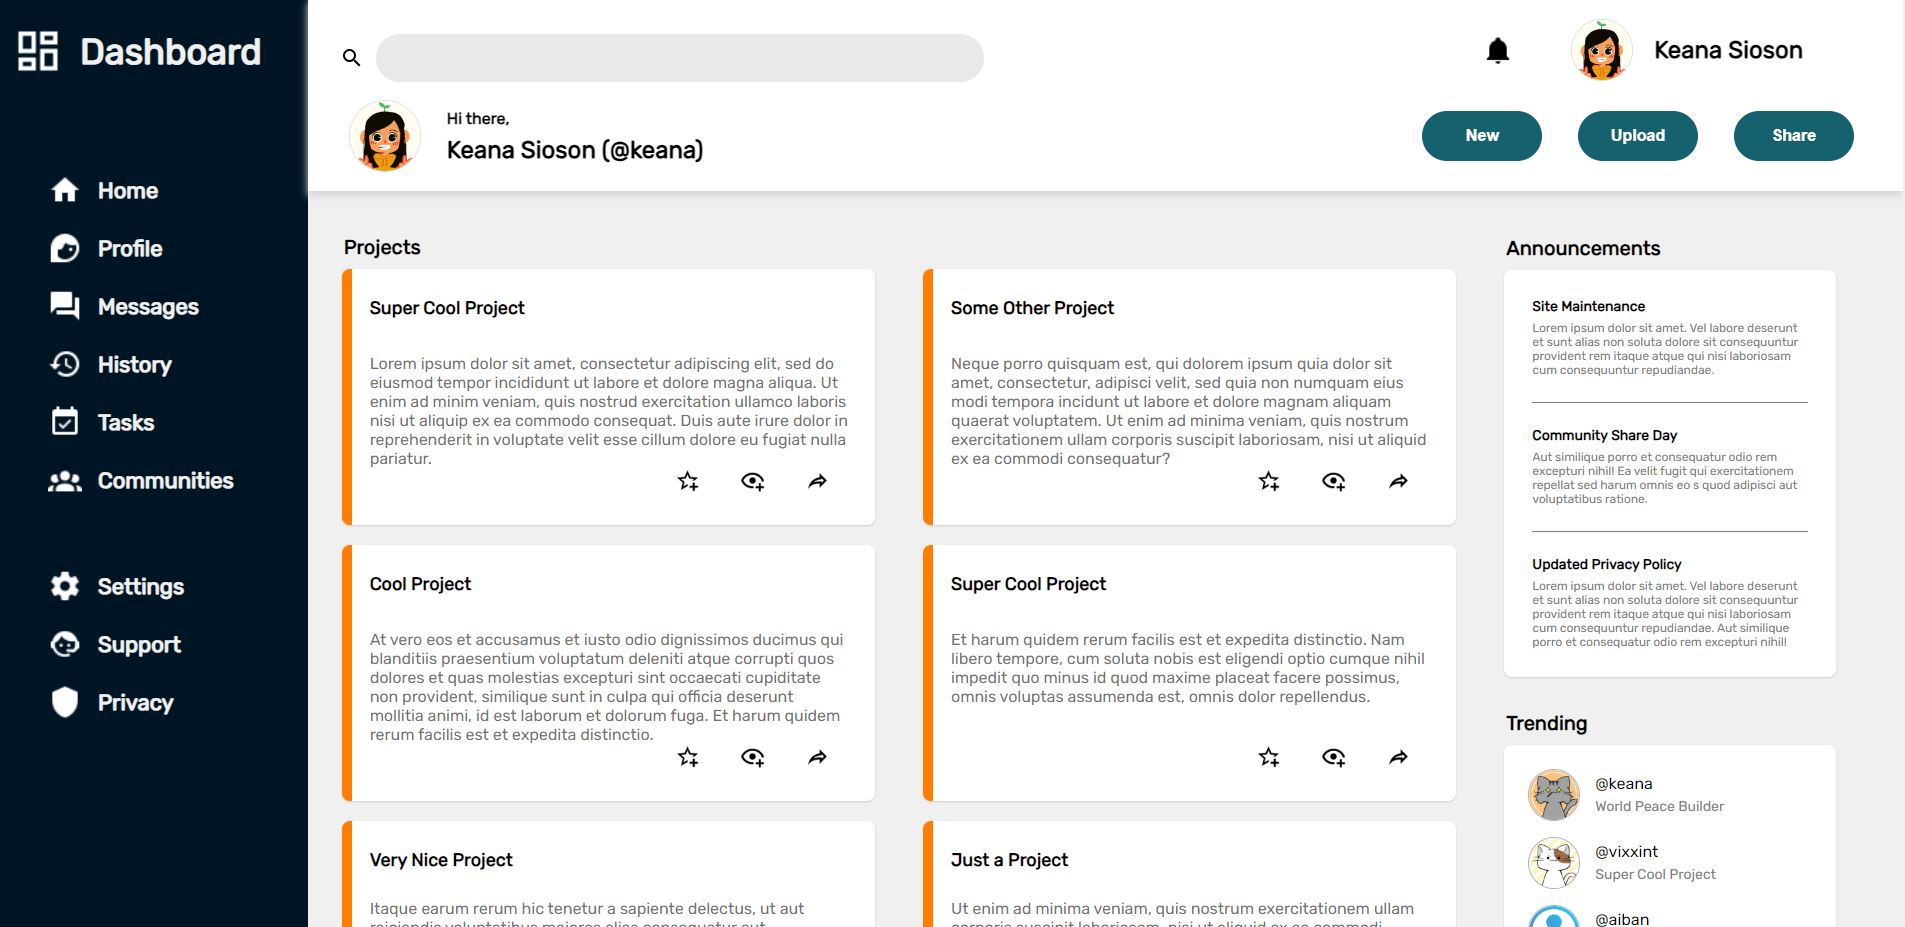 Dashboard
Home
Profile
Messages
History
Tasks
Communities
Settings
Support
Privacy
Keana Sioson
Hi there,
Keana Sioson (@keana)
New
Upload
Share
Projects
Super Cool Project
Lorem ipsum dolor sit amet, consectetur adipiscing elit, sed do
eiusmod tempor incididunt ut labore et dolore magna aliqua. Ut
enim ad minim veniam, quis nostrud exercitation ullamco laboris
nisi ut aliquip ex ea commodo consequat. Duis aute irure dolor in
reprehenderit in voluptate velit esse cillum dolore eu fugiat nulla
pariatur.
Some Other Project
Neque porro quisquam est, qui dolorem ipsum quia dolor sit
amet, consectetur, adipisci velit, sed quia non numquam eius
modi tempora incidunt ut labore et dolore magnam aliquam
quaerat voluptatem. Ut enim ad minima veniam, quis nostrum
exercitationem ullam corporis suscipit laboriosam, nisi ut aliquid
ex ea commodi consequatur?
Cool Project
At vero eos et accusamus et iusto odio dignissimos ducimus qui
blanditiis praesentium voluptatum deleniti atque corrupti quos
dolores et quas molestias excepturi sint occaecati cupiditate
non provident, similique sunt in culpa qui officia deserunt
mollitia animi, id est laborum et dolorum fuga. Et harum quidem
rerum facilis est et expedita distinctio.
Super Cool Project
Et harum quidem rerum facilis est et expedita distinctio. Nam
libero tempore, cum soluta nobis est eligendi optio cumque nihil
impedit quo minus id quod maxime placeat facere possimus,
omnis voluptas assumenda est, omnis dolor repellendus.
Very Nice Project
Itaque earum rerum hic tenetur a sapiente delectus, ut aut
reiciendis voluptatibus maiores alias consequatur aut
Just a Project
Ut enim ad minima veniam, quis nostrum exercitationem ullam
corporis suscipit laboriosam, nisi ut aliquid ex ea commodi
Announcements
Site Maintenance
Lorem ipsum dolor sit amet. Vel labore deserunt
et sunt alias non soluta dolore sit consequuntur
provident rem itaque atque qui nisi laboriosam
cum consequuntur repudiandae.
Community Share Day
Aut similique porro et consequatur odio rem
excepturi nihil! Ea velit fugit qui exercitationem
repellat sed harum omnis eo s quod adipisci aut
voluptatibus ratione.
Updated Privacy Policy
Lorem ipsum dolor sit amet. Vel labore deserunt
et sunt alias non soluta dolore sit consequuntur
provident rem itaque atque qui nisi laboriosam
cum consequuntur repudiandae. Aut similique
porro et consequatur odio rem excepturi nihil!
Trending
@keana
World Peace Builder
@vixxint
Super Cool Project
@aiban